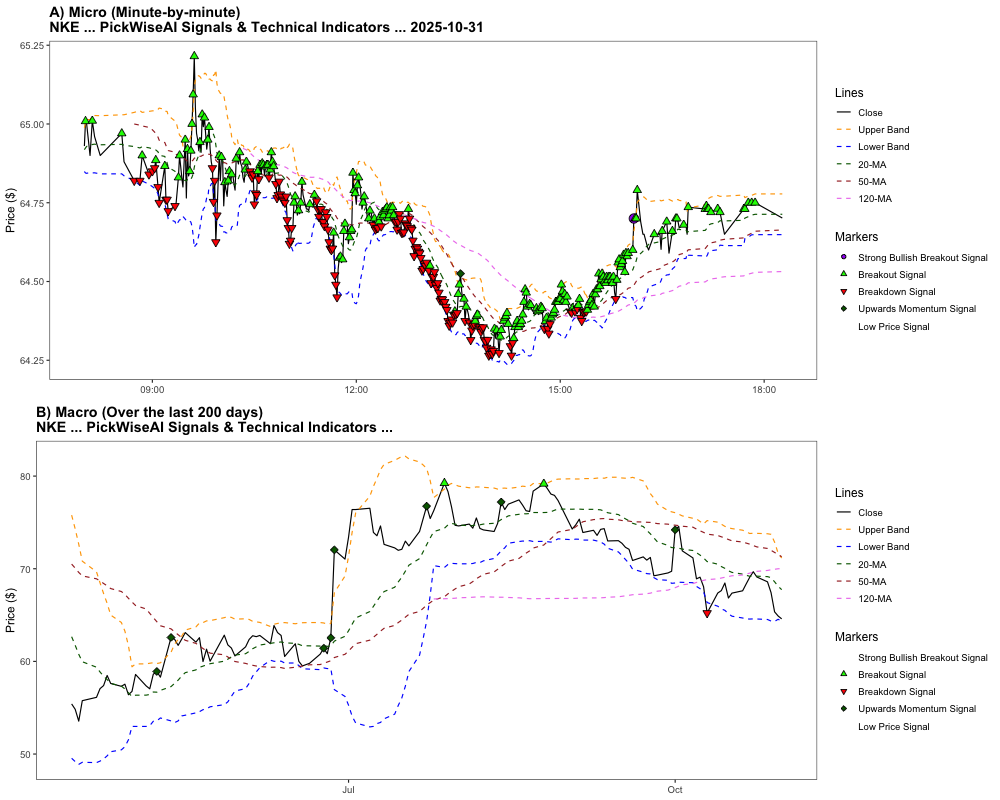 A) Micro (Minute-by-minute)
NKE ... PickWiseAI Signals & Technical Indicators ... 2025-10-31
65.25
65.00
64.75
64.50
64.25
Price ($)
09:00
12:00
15:00
18:00
Lines
Close
Upper Band
Lower Band
20-MA
50-MA
120-MA
Markers
Strong Bullish Breakout Signal
Breakout Signal
Breakdown Signal
Upwards Momentum Signal
Low Price Signal
B) Macro (Over the last 200 days)
NKE ... PickWiseAI Signals & Technical Indicators ...
80
70
60
50
Price ($)
Jul
Oct
Lines
Close
Upper Band
Lower Band
20-MA
50-MA
120-MA
Markers
Strong Bullish Breakout Signal
Breakout Signal
Breakdown Signal
Upwards Momentum Signal
Low Price Signal